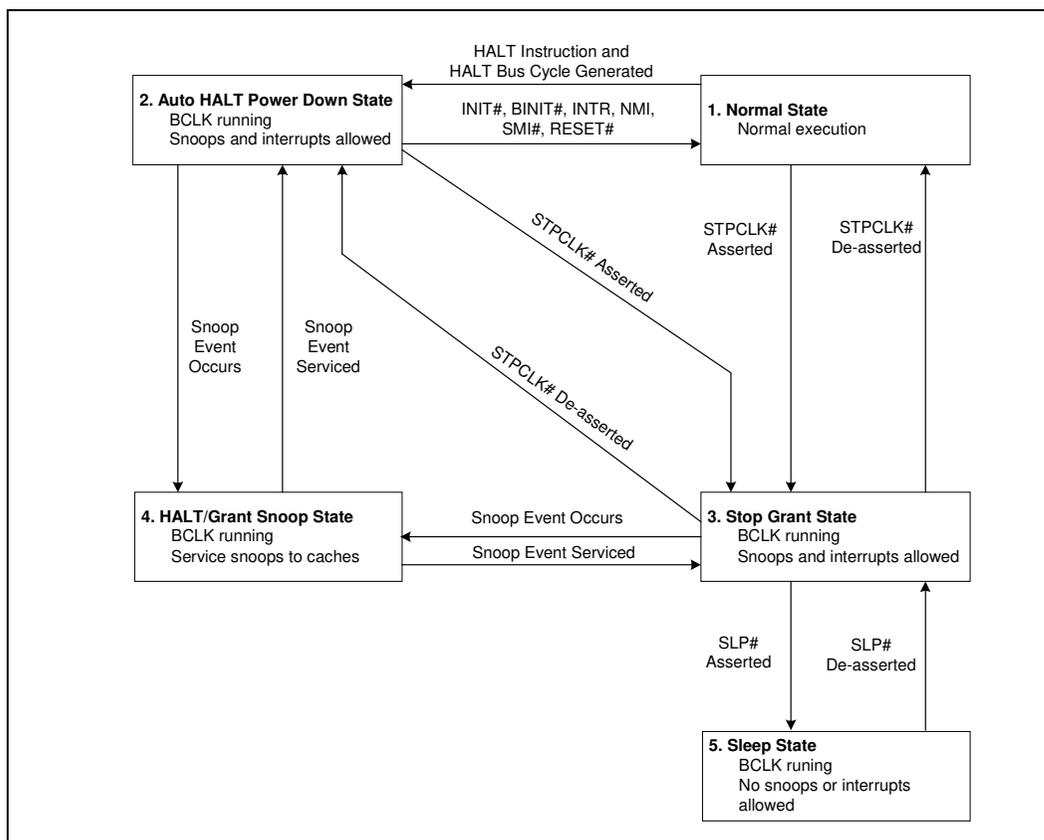 HALT Instruction and
HALT Bus Cycle Generated
2. Auto HALT Power Down State
BCLK running
Snoops and interrupts allowed
INIT#, BINIT#, INTR, NMI,
SMI#, RESET#
1. Normal State
Normal execution
STPCLK# Asserted
STPCLK#
Asserted
STPCLK#
De-asserted
Snoop
Event
Occurs
Snoop
Event
Serviced
STPCLK# De-asserted
4. HALT/Grant Snoop State
BCLK running
Service snoops to caches
Snoop Event Occurs
Snoop Event Serviced
3. Stop Grant State
BCLK running
Snoops and interrupts allowed
SLP#
Asserted
SLP#
De-asserted
5. Sleep State
BCLK runing
No snoops or interrupts
allowed